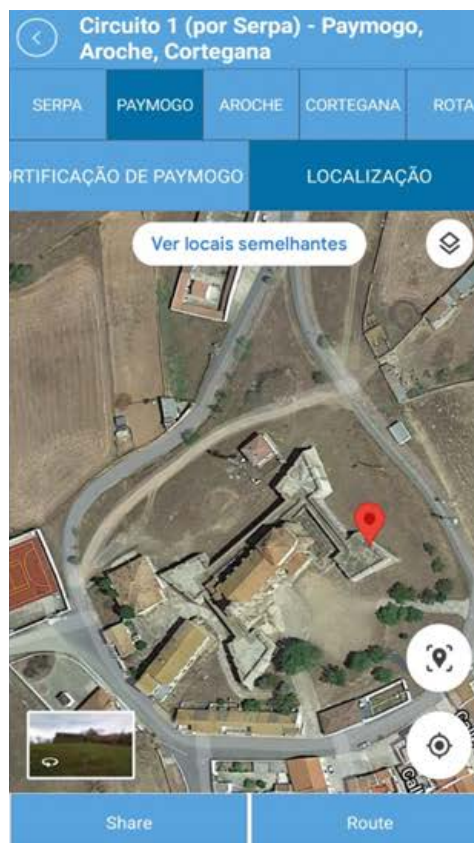 Circuito 1 (por Serpa) - Paymogo,
Aroche, Cortegana
SERPA PAYMOGO AROCHE CORTEGANA ROTA
ORTIFICAÇÃO DE PAYMOGO LOCALIZAÇÃO
Ver locais semelhantes
Share Route